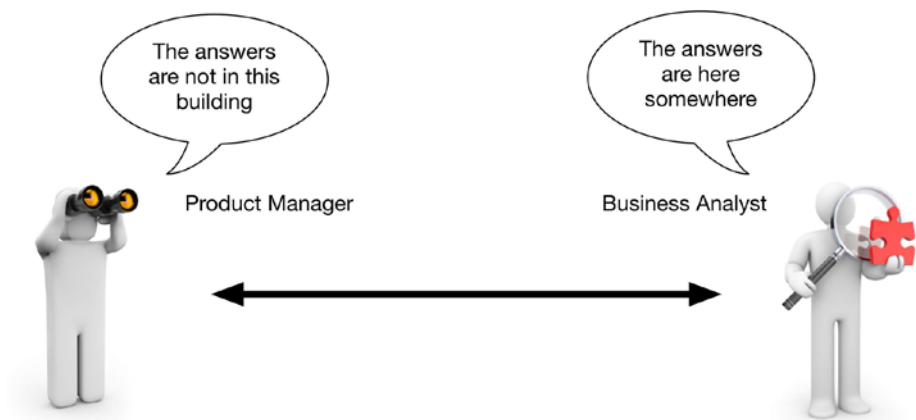 The answers
are not in this
building
The answers
are here
somewhere
Product Manager
Business Analyst